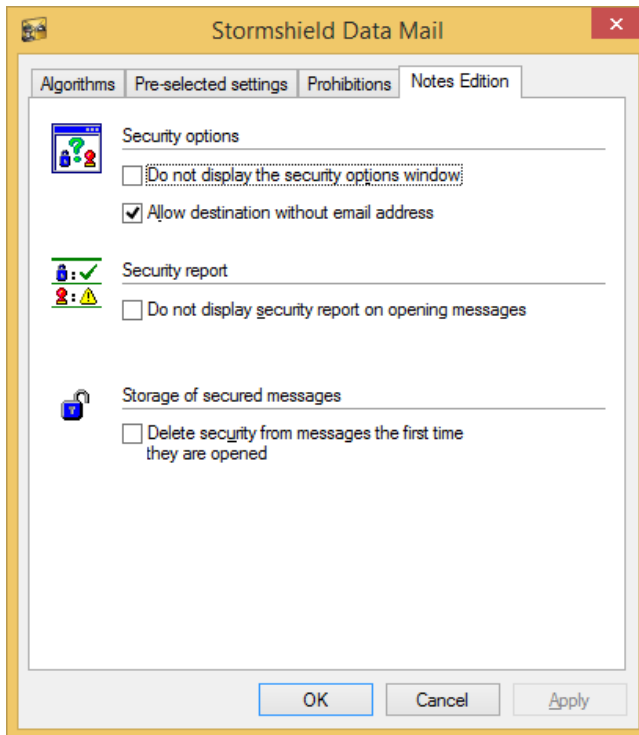 Stormshield Data Mail
Algorithms Pre-selected settings Prohibitions Notes Edition
Security options
Do not display the security options window
Allow destination without email address
Security report
Do not display security report on opening messages
Storage of secured messages
Delete security from messages the first time
they are opened
OK Cancel Apply